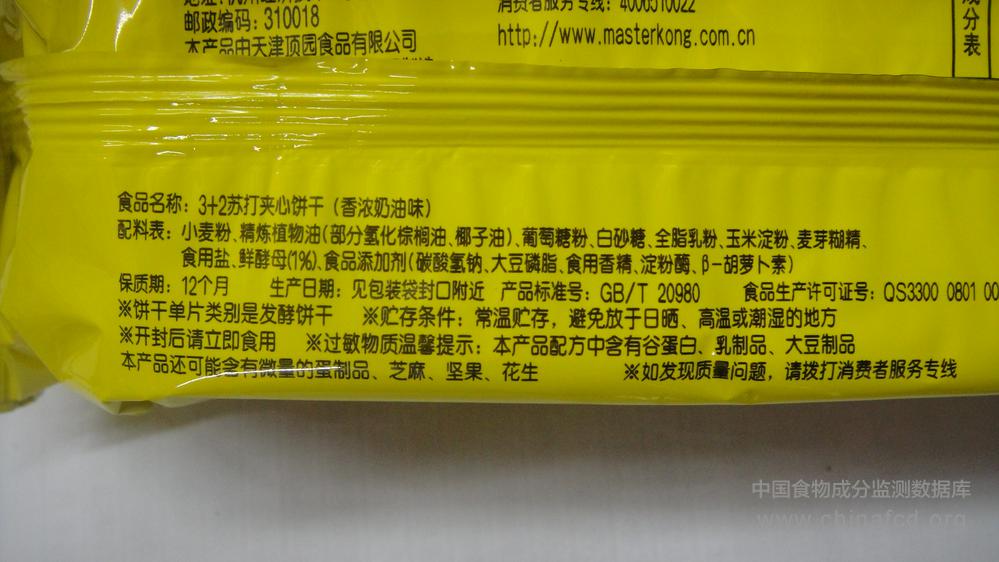 邮政编码：310018
消费者服务专线：4006510022
本产品由天津顶园食品有限公司
http://www.masterkong.com.cn
成分表
食品名称：3+2苏打夹心饼干（香浓奶油味）
配料表：小麦粉、精炼植物油(部分氢化棕榈油、椰子油)、葡萄糖粉、白砂糖、全脂乳粉、玉米淀粉、麦芽糊精、
食用盐、鲜酵母(1%)、食品添加剂(碳酸氢钠、大豆磷脂、食用香精、淀粉酶、β-胡萝卜素)
保质期：12个月 生产日期：见包装袋封口附近 产品标准号：GB/T 20980 食品生产许可证号：QS3300 0801 00
※饼干单片类别是发酵饼干 ※贮存条件：常温贮存，避免放于日晒、高温或潮湿的地方
※开封后请立即食用 ※过敏物质温馨提示：本产品配方中含有谷蛋白、乳制品、大豆制品
本产品还可能含有微量的蛋制品、芝麻、坚果、花生 ※如发现质量问题，请拨打消费者服务专线
中国食物成分监测数据库
www.chinafcd.org